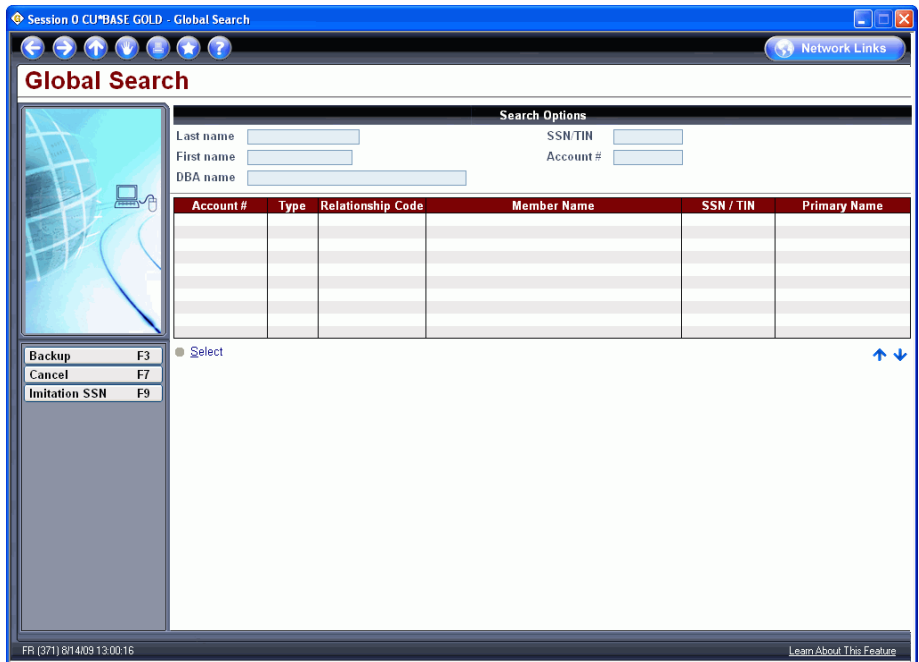 Session 0 CU*BASE GOLD - Global Search
Network Links
Global Search
Search Options
Last name
SSN/TIN
First name
Account #
DBA name
Account # Type Relationship Code Member Name SSN / TIN Primary Name
Select
Backup F3
Cancel F7
Imitation SSN F9
FR (371) 8/14/09 13:00:16
Learn About This Feature